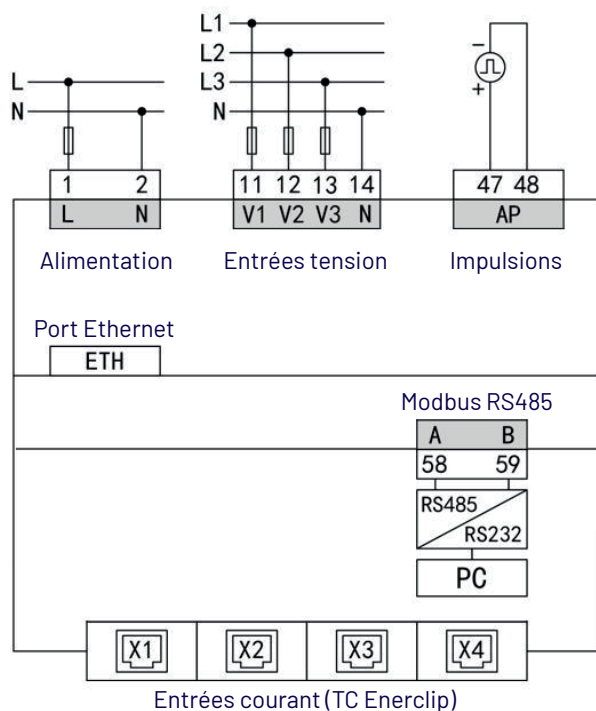 L1
L2
L3
N
L
N
1 2
L N
11 12 13 14
V1 V2 V3 N
-
+
47 48
AP
Alimentation
Entrées tension
Impulsions
Port Ethernet
ETH
Modbus RS485
A B
58 59
RS485
RS232
PC
X1 X2 X3 X4
Entrées courant (TC Enerclip)